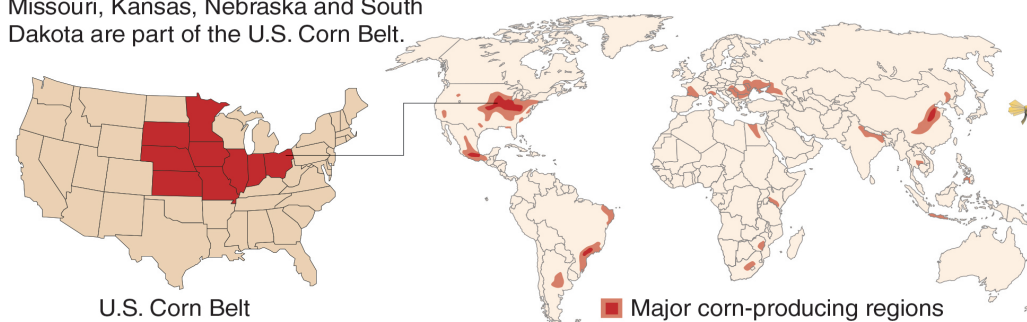 Missouri, Kansas, Nebraska and South
Dakota are part of the U.S. Corn Belt.
U.S. Corn Belt
Major corn-producing regions